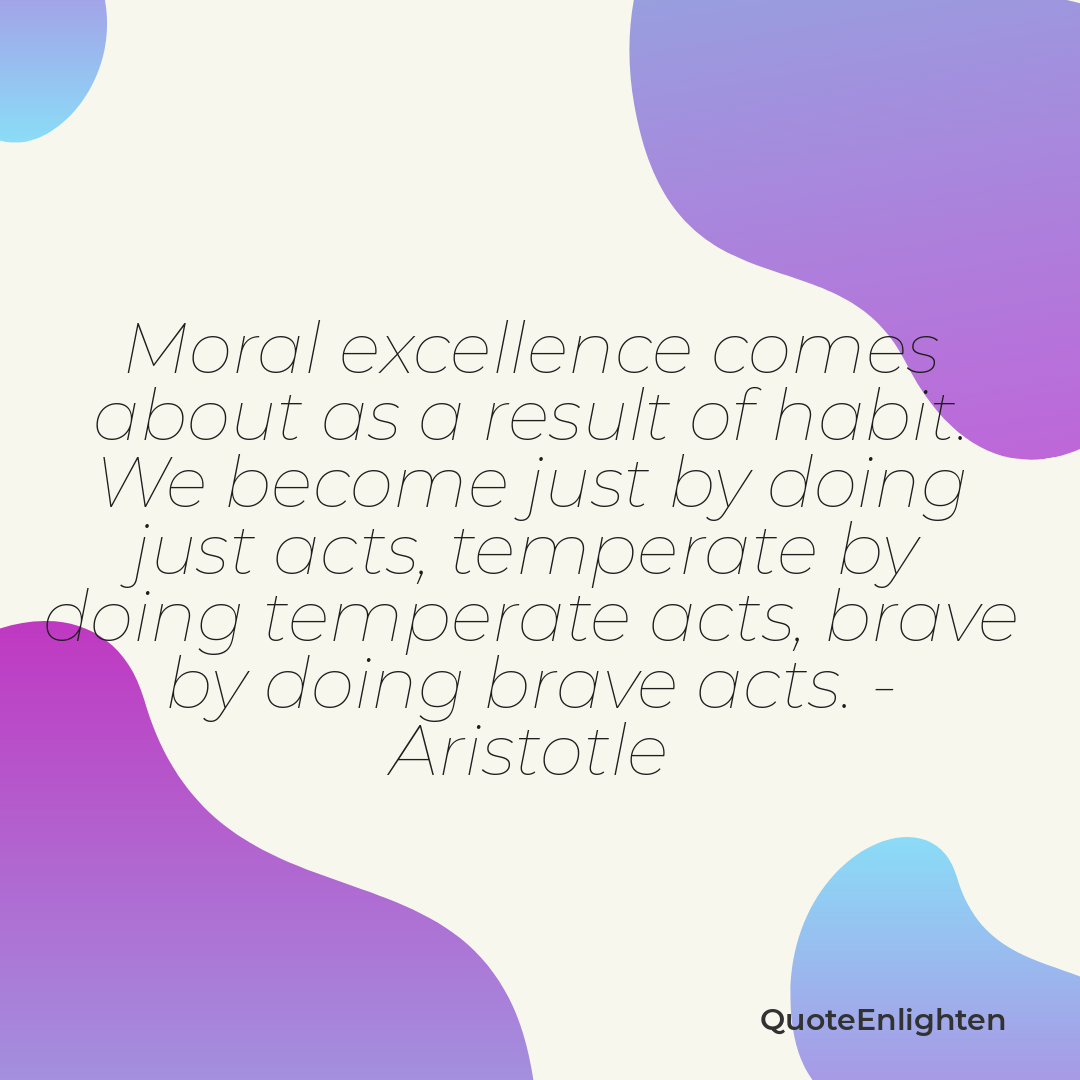 Moral excellence comes
about as a result of habit.
We become just by doing
just acts, temperate by
doing temperate acts, brave
by doing brave acts. -
Aristotle
QuoteEnlighten